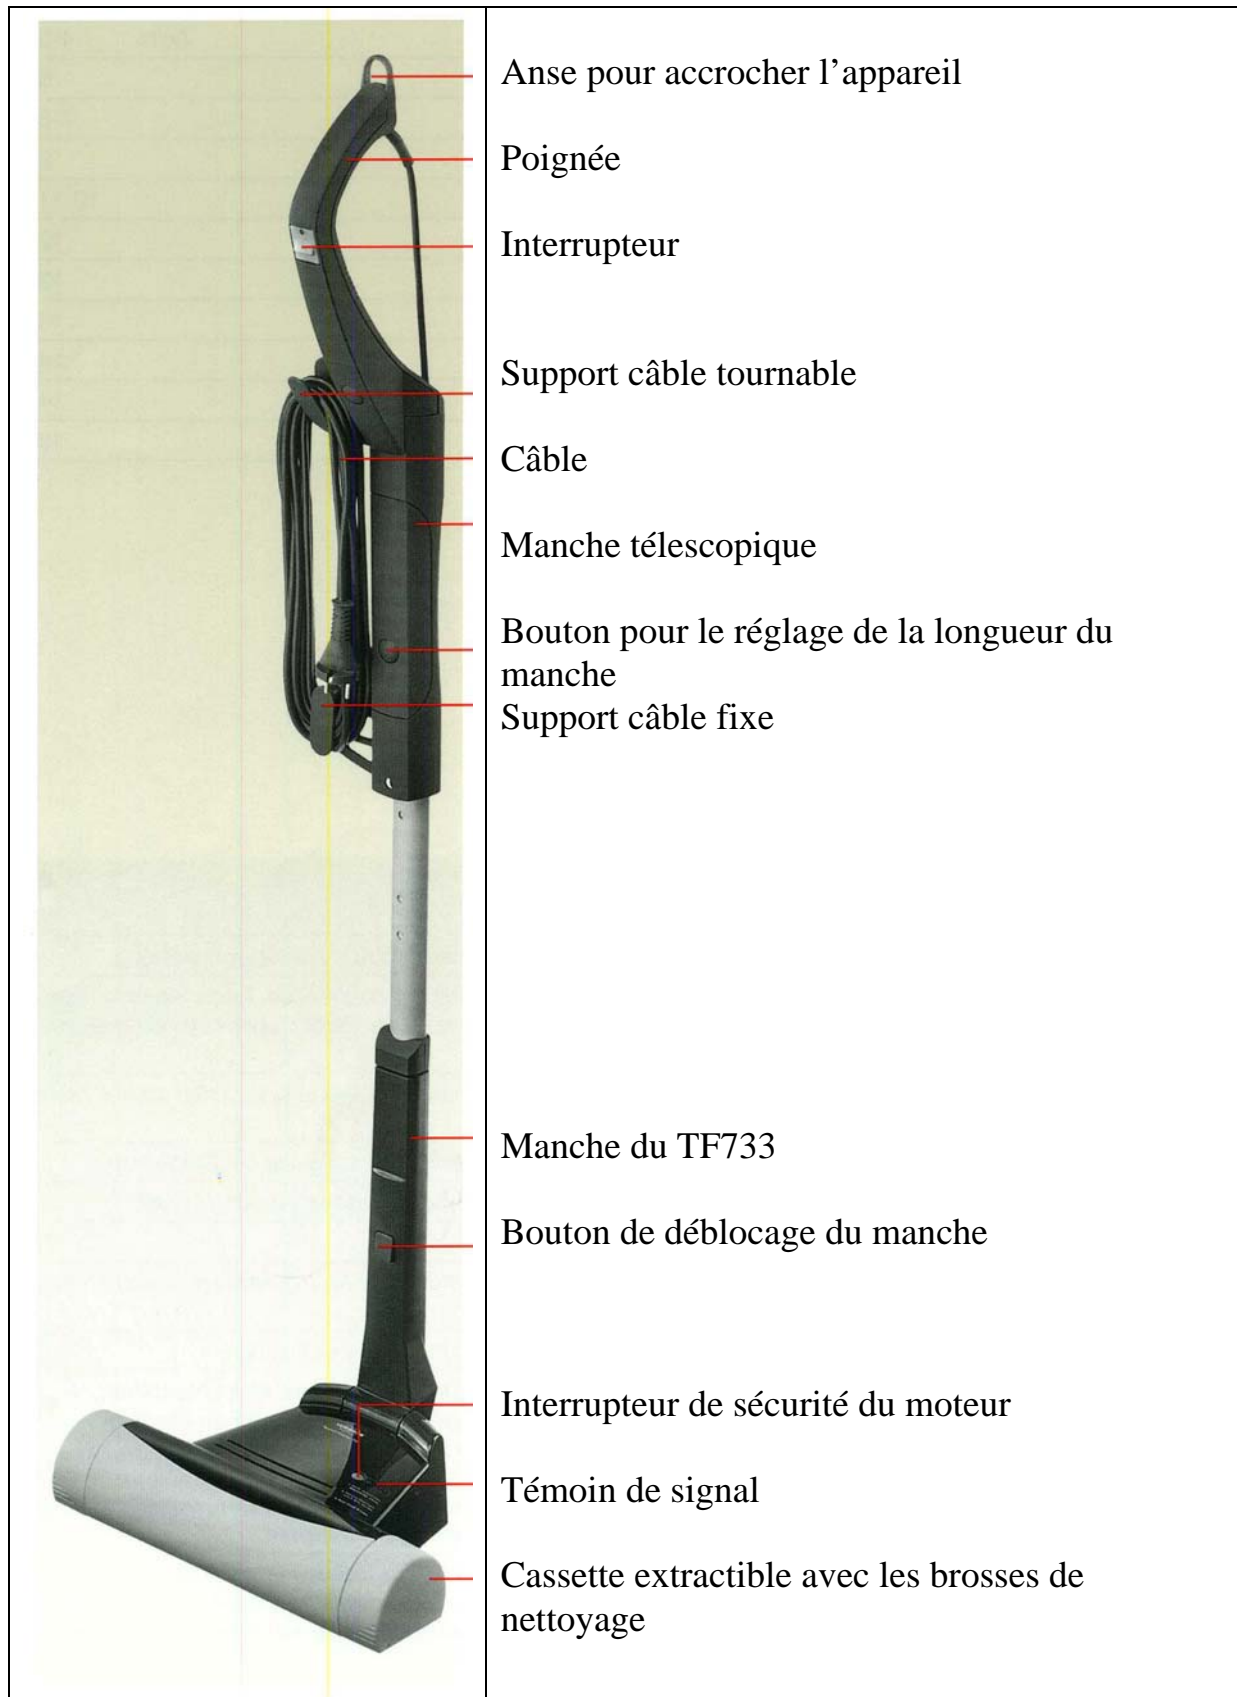 Anse pour accrocher l’appareil
Poignée
Interrupteur
Support câble tournable
Câble
Manche télescopique
Bouton pour le réglage de la longueur du
manche
Support câble fixe
Manche du TF733
Bouton de déblocage du manche
Interrupteur de sécurité du moteur
Témoin de signal
Cassette extractible avec les brosses de
nettoyage